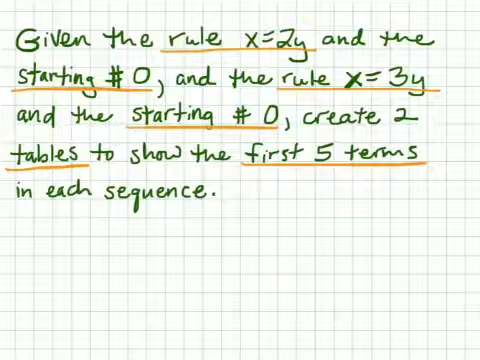 Given the rule x=2y and the
starting # 0, and the rule x=3y
and the starting # 0, create 2
tables to show the first 5 terms
in each sequence.